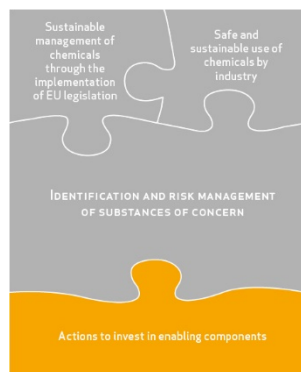 Sustainable
management of
chemicals
through the
implementation
of EU legislation
Safe and
sustainable use of
chemicals by
industry
IDENTIFICATION AND RISK MANAGEMENT
OF SUBSTANCES OF CONCERN
Actions to invest in enabling components